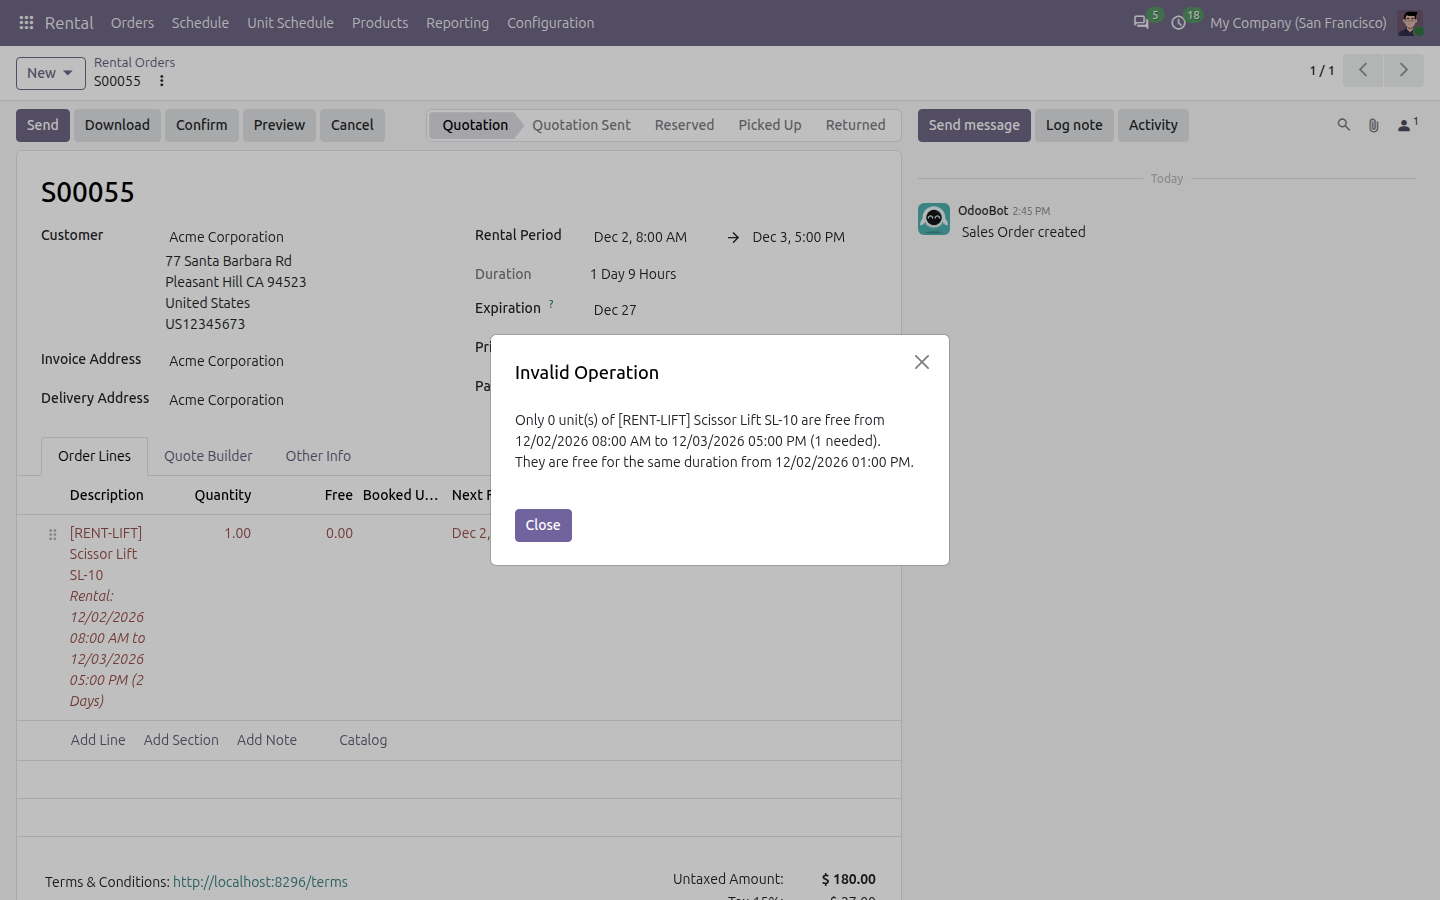 Rental Orders Schedule Unit Schedule Products Reporting Configuration 5 18 My Company (San Francisco)
New Rental Orders 1 / 1
S00055
Send Download Confirm Preview Cancel Quotation Quotation Sent Reserved Picked Up Returned Send message Log note Activity 1
Today
S00055
OdooBot 2:45 PM
Sales Order created
Customer Acme Corporation Rental Period Dec 2, 8:00 AM → Dec 3, 5:00 PM
77 Santa Barbara Rd
Pleasant Hill CA 94523 Duration 1 Day 9 Hours
United States Expiration ? Dec 27
US12345673
Invoice Address Acme Corporation
Delivery Address Acme Corporation
Invalid Operation
Only 0 unit(s) of [RENT-LIFT] Scissor Lift SL-10 are free from
12/02/2026 08:00 AM to 12/03/2026 05:00 PM (1 needed).
They are free for the same duration from 12/02/2026 01:00 PM.
Close
Order Lines Quote Builder Other Info
Description Quantity Free Booked U... Next
[RENT-LIFT] 1.00 0.00 Dec 2,
Scissor Lift
SL-10
Rental:
12/02/2026
08:00 AM to
12/03/2026
05:00 PM (2
Days)
Add Line Add Section Add Note Catalog
Terms & Conditions: http://localhost:8296/terms Untaxed Amount: $ 180.00